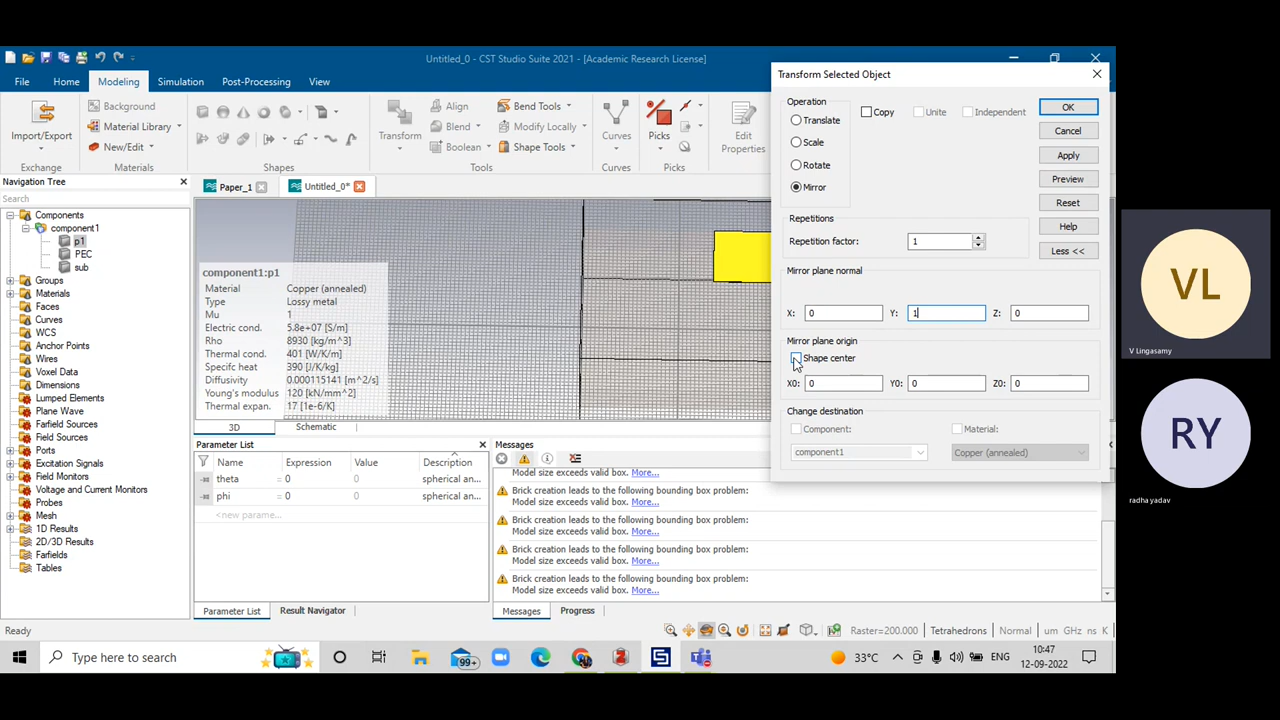 Untitled_0 - CST Studio Suite 2021 - [Academic Research License]
File Home Modeling Simulation Post-Processing View
Import/Export
Exchange
Background
Material Library
New/Edit
Materials
Shapes
Transform
Align
Blend
Boolean
Bend Tools
Modify Locally
Shape Tools
Tools
Curves
Curves
Picks
Picks
Edit
Properties
Navigation Tree
Search
Components
component1
p1
PEC
sub
Groups
Materials
Faces
Curves
WCS
Anchor Points
Wires
Voxel Data
Dimensions
Lumped Elements
Plane Wave
Farfield Sources
Field Sources
Ports
Excitation Signals
Field Monitors
Voltage and Current Monitors
Probes
Mesh
1D Results
2D/3D Results
Farfields
Tables
Paper_1 Untitled_0*
component1:p1
Material Copper (annealed)
Type Lossy metal
Mu 1
Electric cond. 5.8e+07 [S/m]
Rho 8930 [kg/m^3]
Thermal cond. 401 [W/K/m]
Specifc heat 390 [J/K/kg]
Diffusivity 0.000115141 [m^2/s]
Young's modulus 120 [kN/mm^2]
Thermal expan. 17 [1e-6/K]
3D Schematic
Parameter List
Name Expression Value Description
theta = 0 0 spherical an...
phi = 0 0 spherical an...
<new parame...
Parameter List Result Navigator
Messages
Model size exceeds valid box. More...
Brick creation leads to the following bounding box problem:
Model size exceeds valid box. More...
Brick creation leads to the following bounding box problem:
Model size exceeds valid box. More...
Brick creation leads to the following bounding box problem:
Model size exceeds valid box. More...
Brick creation leads to the following bounding box problem:
Model size exceeds valid box. More...
Messages Progress
Transform Selected Object
Operation
Translate
Scale
Rotate
Mirror
Copy Unite Independent
OK
Cancel
Apply
Preview
Reset
Help
Less <<
Repetitions
Repetition factor: 1
Mirror plane normal
X: 0 Y: 1 Z: 0
Mirror plane origin
Shape center
X0: 0 Y0: 0 Z0: 0
Change destination
Component: Material:
component1 Copper (annealed)
Ready
Raster=200.000 Tetrahedrons Normal um GHz ns K
Type here to search
99+
33°C
ENG
10:47
12-09-2022
VL
V Lingasamy
RY
radha yadav